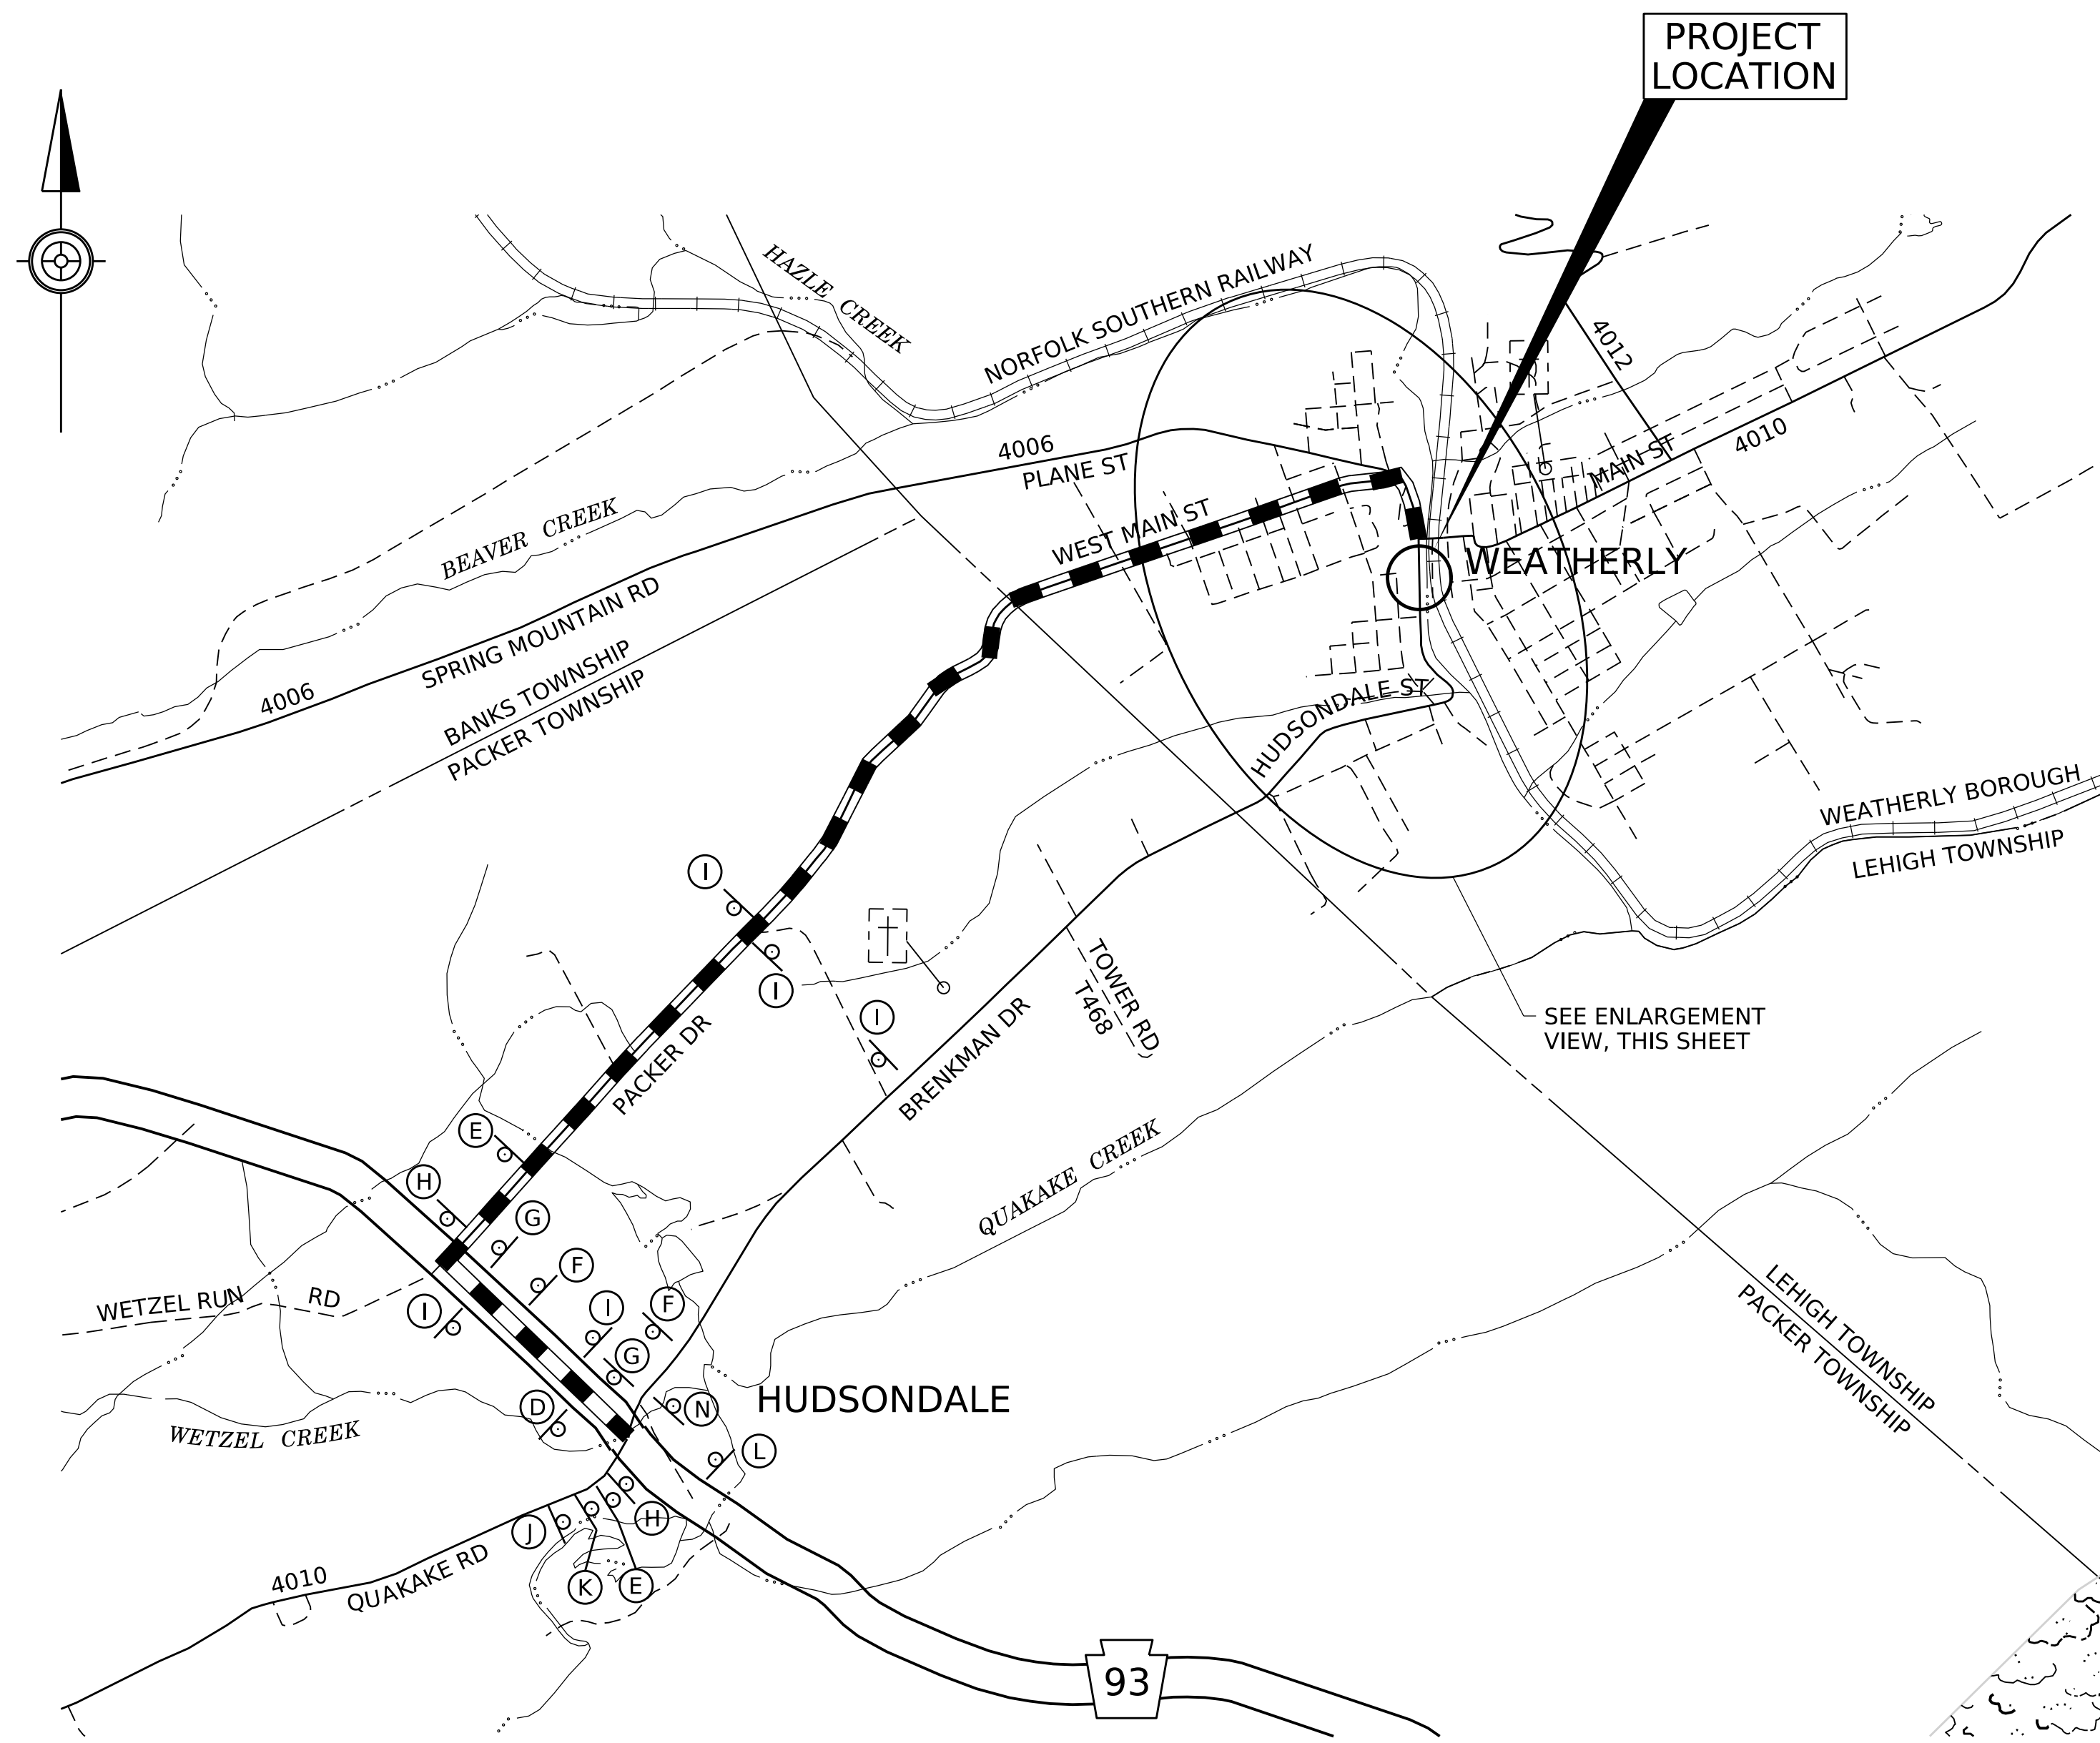 PROJECT
LOCATION
HAZLE CREEK
NORFOLK SOUTHERN RAILWAY
4012
4006
PLANE ST
MAIN ST
4010
BEAVER CREEK
WEST MAIN ST
WEATHERLY
SPRING MOUNTAIN RD
4006
BANKS TOWNSHIP
PACKER TOWNSHIP
HUDSONDALE ST
WEATHERLY BOROUGH
LEHIGH TOWNSHIP
I
I
I
TOWER RD
T468
SEE ENLARGEMENT
VIEW, THIS SHEET
PACKER DR
BRENKMAN DR
E
H
G
QUAKAKE CREEK
F
WETZEL RUN RD
I
I
F
G
LEHIGH TOWNSHIP
PACKER TOWNSHIP
D
N
HUDSONDALE
WETZEL CREEK
L
J
H
K
E
4010
QUAKAKE RD
93